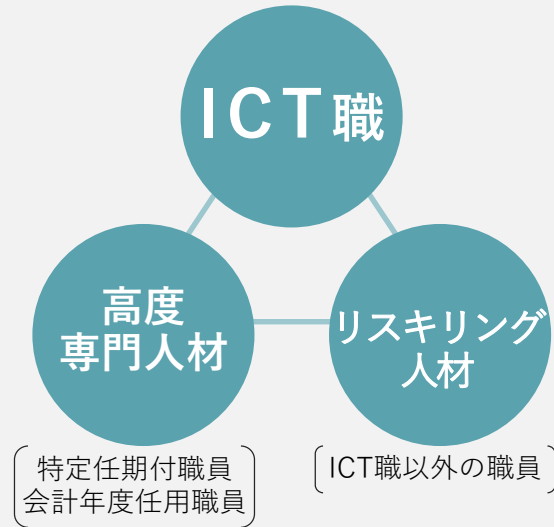 ICT職
高度
専門人材
リスキリング
人材
特定任期付職員
会計年度任用職員
ICT職以外の職員